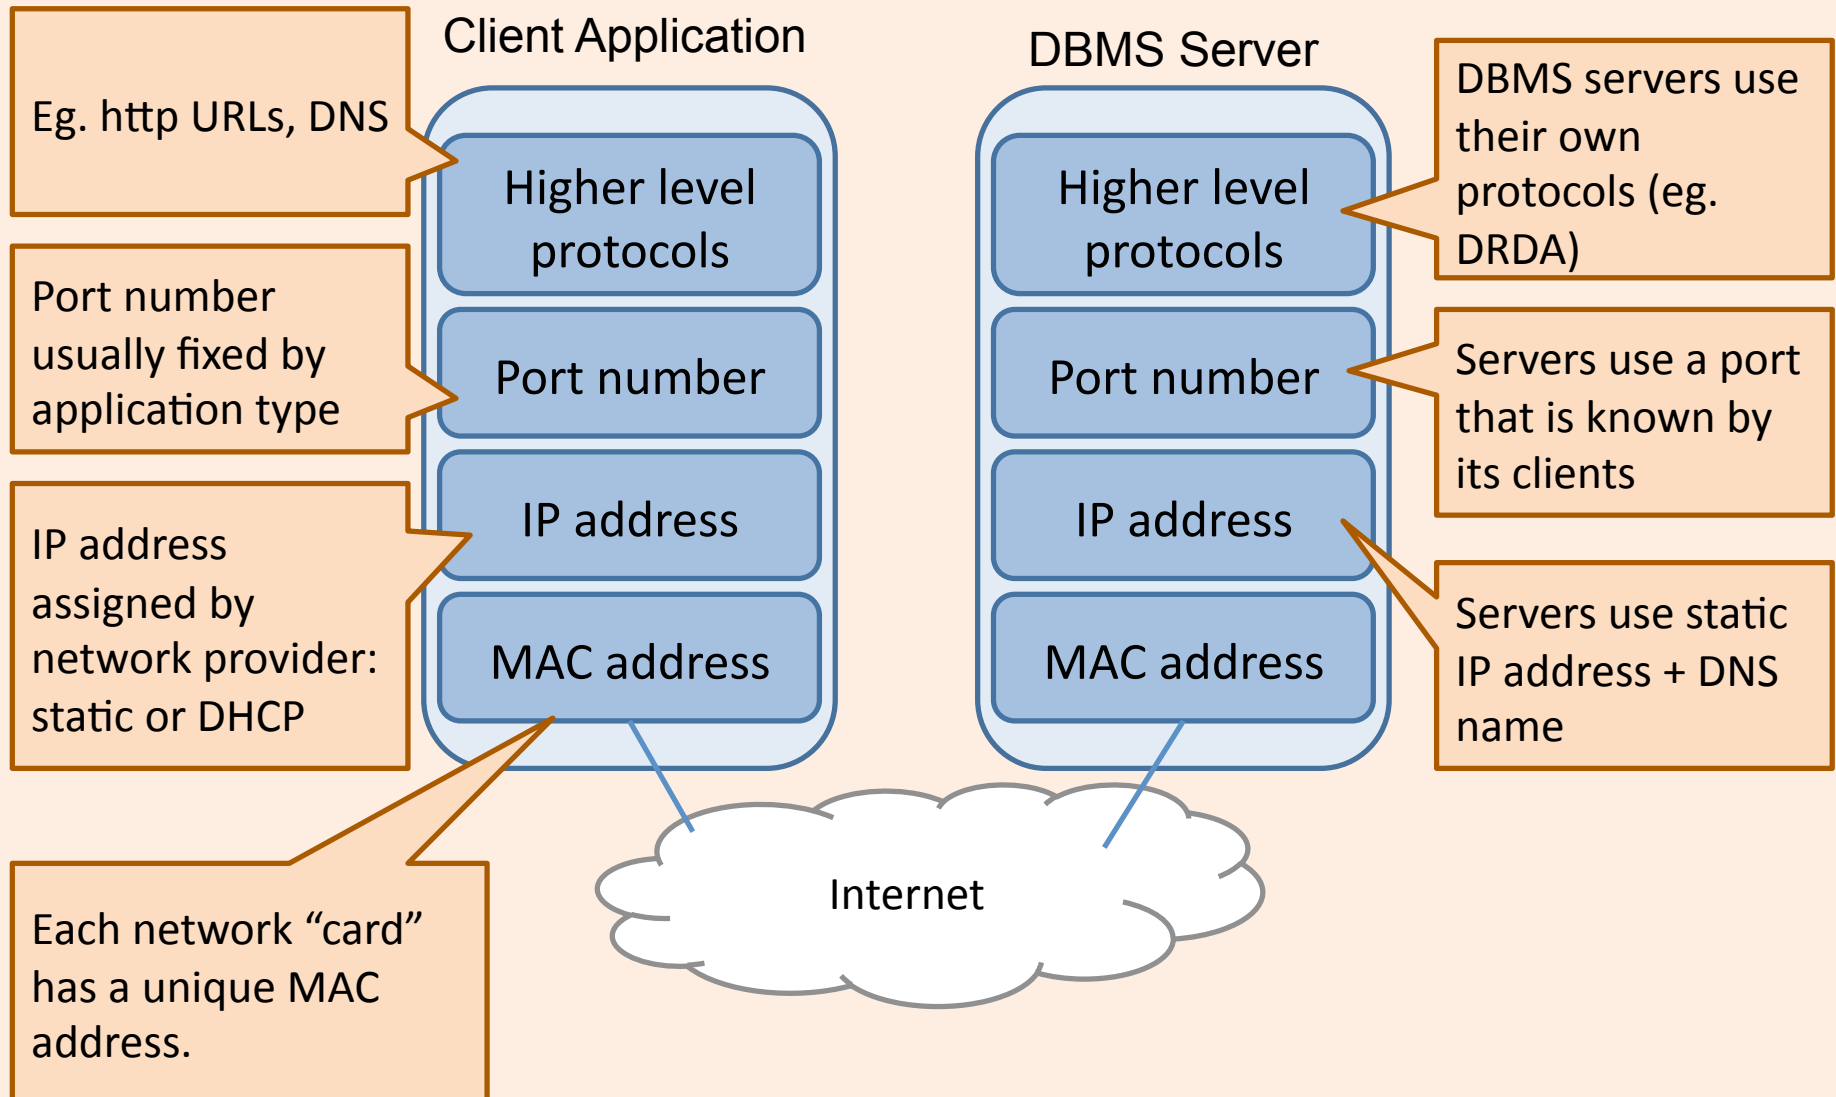 Client Application
DBMS Server
Eg. http URLs, DNS
Port number
usually fixed by
application type
IP address
assigned by
network provider:
static or DHCP
Each network “card”
has a unique MAC
address.
Higher level
protocols
Port number
IP address
MAC address
Higher level
protocols
Port number
IP address
MAC address
DBMS servers use
their own
protocols (eg.
DRDA)
Servers use a port
that is known by
its clients
Servers use static
IP address + DNS
name
Internet